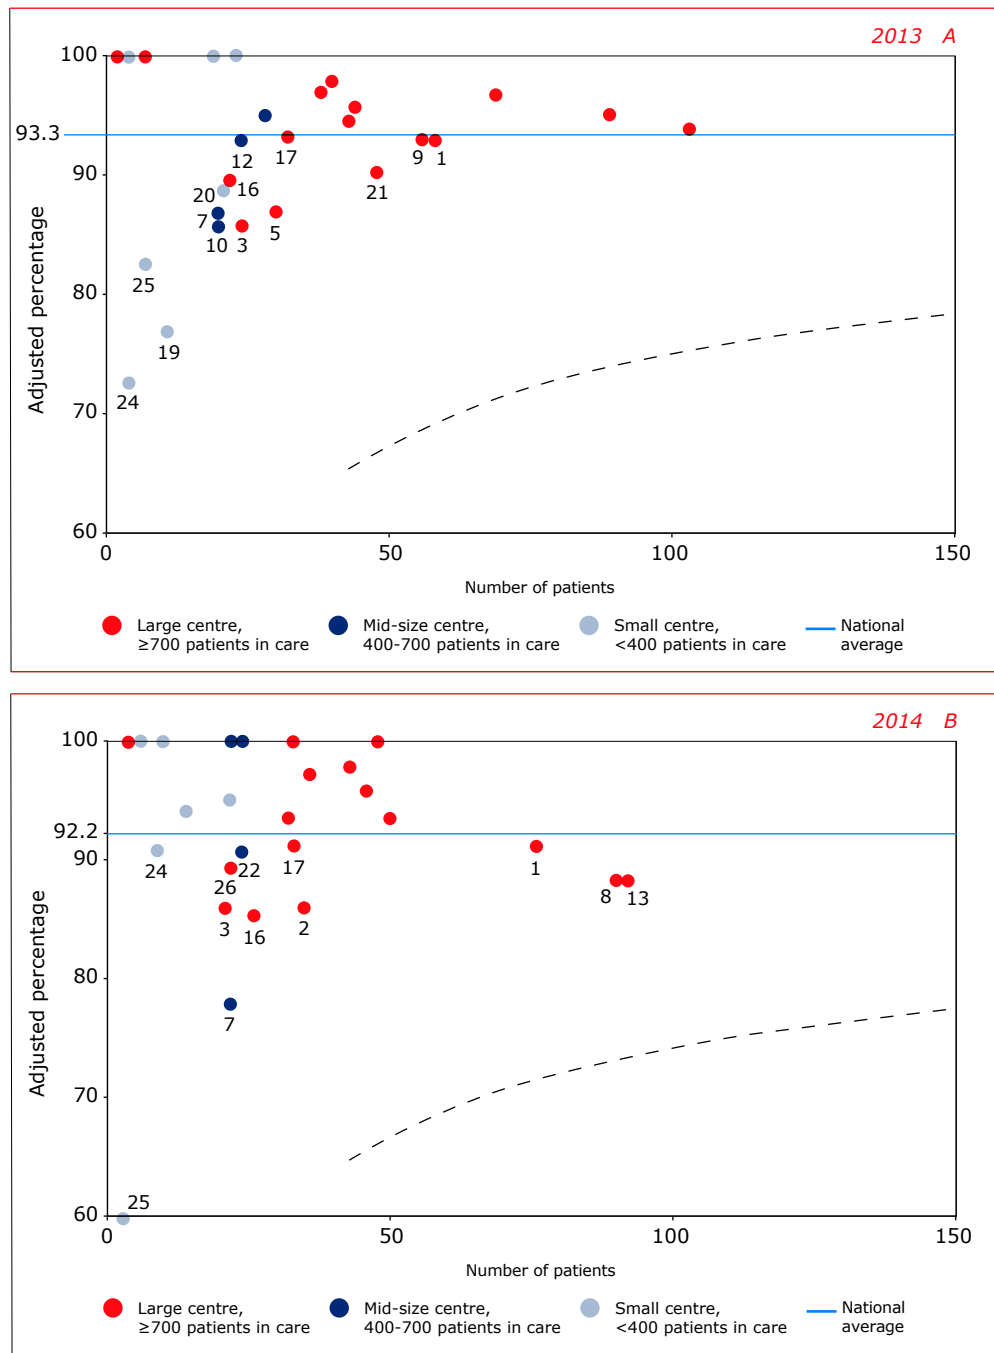 2013 A
100
93.3
90
80
70
60
Adjusted percentage
12
17
9
1
20
16
21
7
10
3
5
25
19
24
0
50
100
150
Number of patients
Large centre,
≥700 patients in care
Mid-size centre,
400-700 patients in care
Small centre,
<400 patients in care
National
average
2014 B
100
92.2
90
80
70
60
Adjusted percentage
24
22
17
1
26
8
13
3
16
2
7
25
0
50
100
150
Number of patients
Large centre,
≥700 patients in care
Mid-size centre,
400-700 patients in care
Small centre,
<400 patients in care
National
average